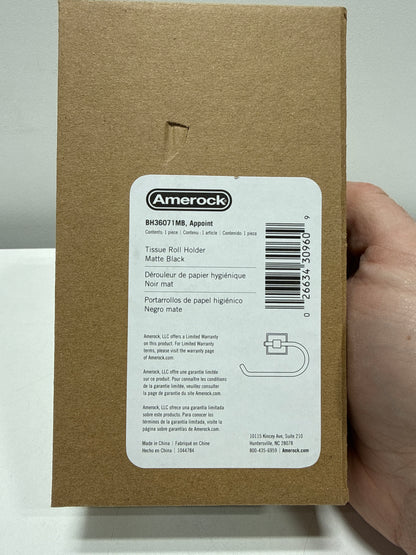 Amerock
BH36071MB, Appoint
Contents: 1 piece | Contenu : 1 article | Contenido: 1 pieza
Tissue Roll Holder
Matte Black
Dérouleur de papier hygiénique
Noir mat
Portarrollos de papel higiénico
Negro mate
0 26634 30960 9
Amerock, LLC offers a Limited Warranty
on this product. For Limited Warranty
terms, please visit the warranty page
of Amerock.com.
Amerock, LLC offre une garantie limitée
sur ce produit. Pour connaître les conditions
de la garantie limitée, veuillez consulter
la page de garantie du site Amerock.com.
Amerock, LLC ofrece una garantía limitada
sobre este producto. Para conocer los
términos de la garantía limitada, visite la
página sobre garantías de Amerock.com.
Made in China | Fabriqué en Chine
Hecho en China | 1044784
10115 Kincey Ave, Suite 210
Huntersville, NC 28078
800-435-6959 | Amerock.com